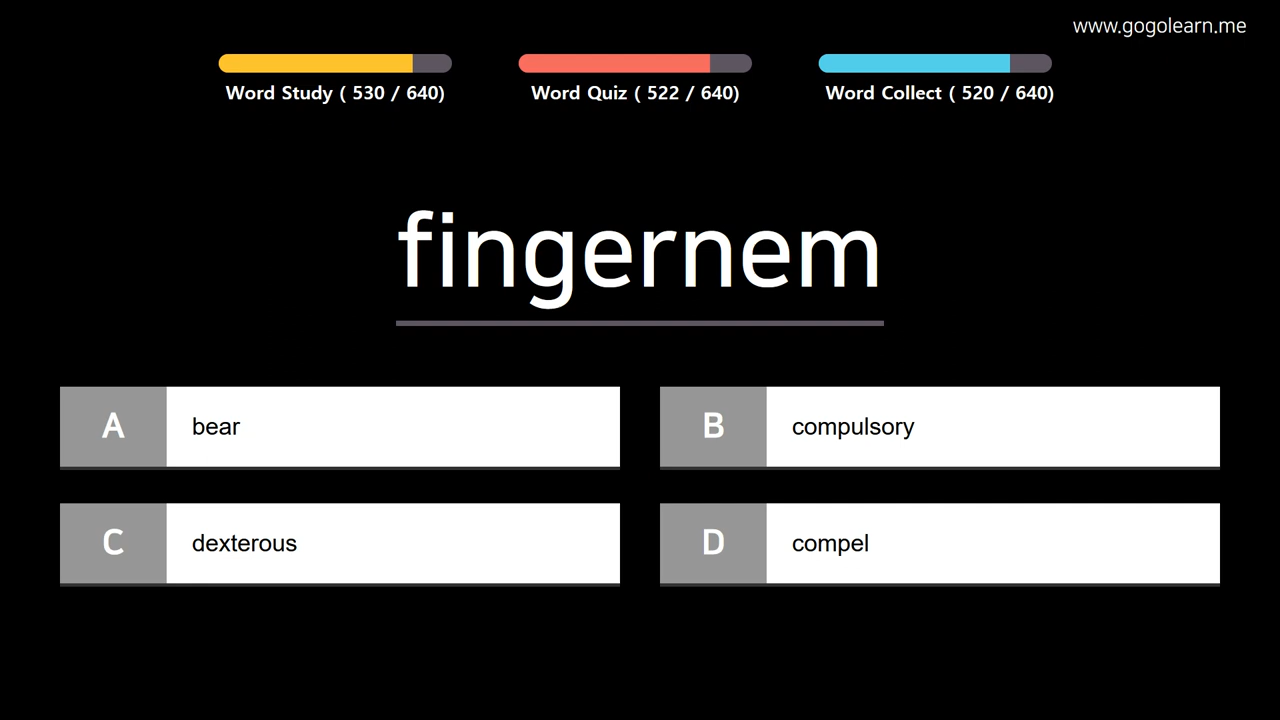 www.gogolearn.me
Word Study ( 530 / 640)
Word Quiz ( 522 / 640)
Word Collect ( 520 / 640)
fingernem
A bear
B compulsory
C dexterous
D compel